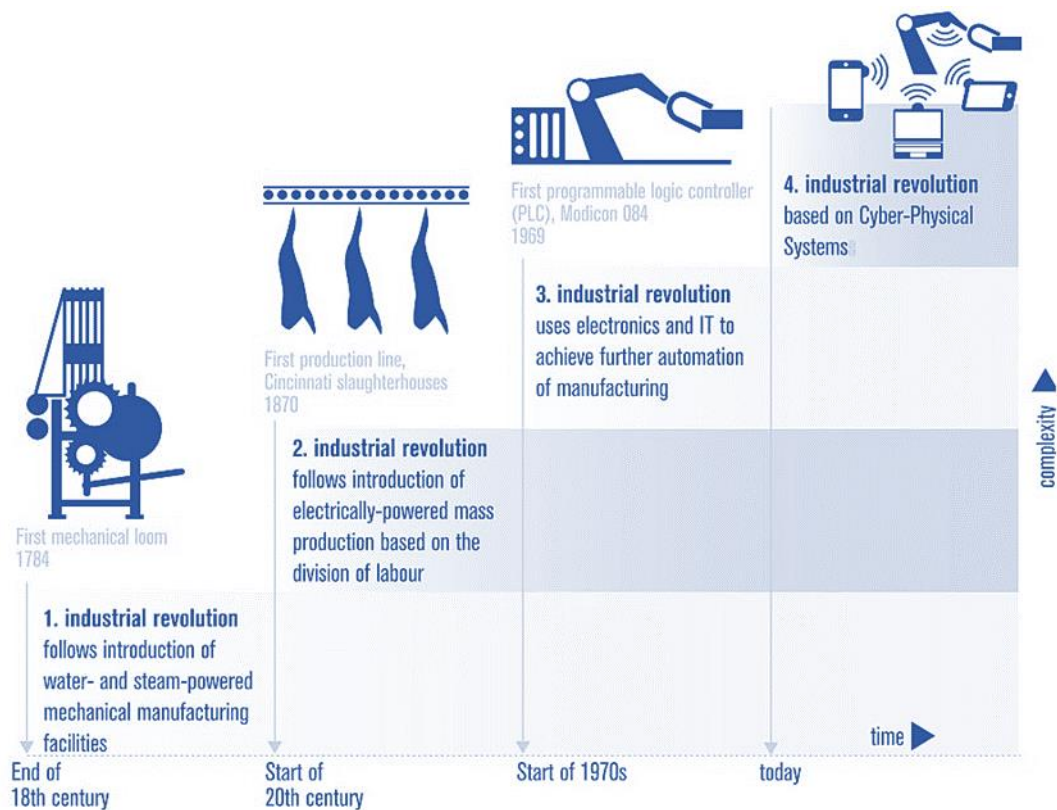 4. industrial revolution
based on Cyber-Physical
Systems
First programmable logic controller
(PLC), Modicon 084
1969
3. industrial revolution
uses electronics and IT to
achieve further automation
of manufacturing
First production line,
Cincinnati slaughterhouses
1870
2. industrial revolution
follows introduction of
electrically-powered mass
production based on the
division of labour
First mechanical loom
1784
1. industrial revolution
follows introduction of
water- and steam-powered
mechanical manufacturing
facilities
complexity
time
End of
18th century
Start of
20th century
Start of 1970s
today